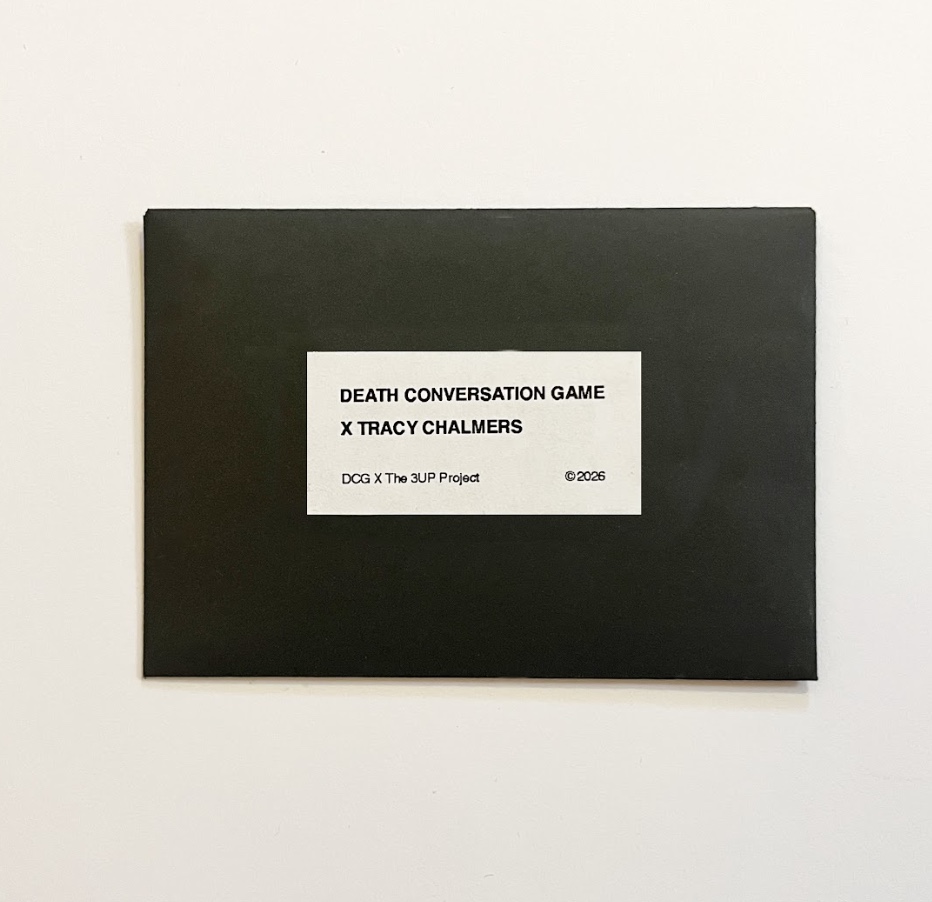 DEATH CONVERSATION GAME
X TRACY CHALMERS
DCG X The 3UP Project ©2026